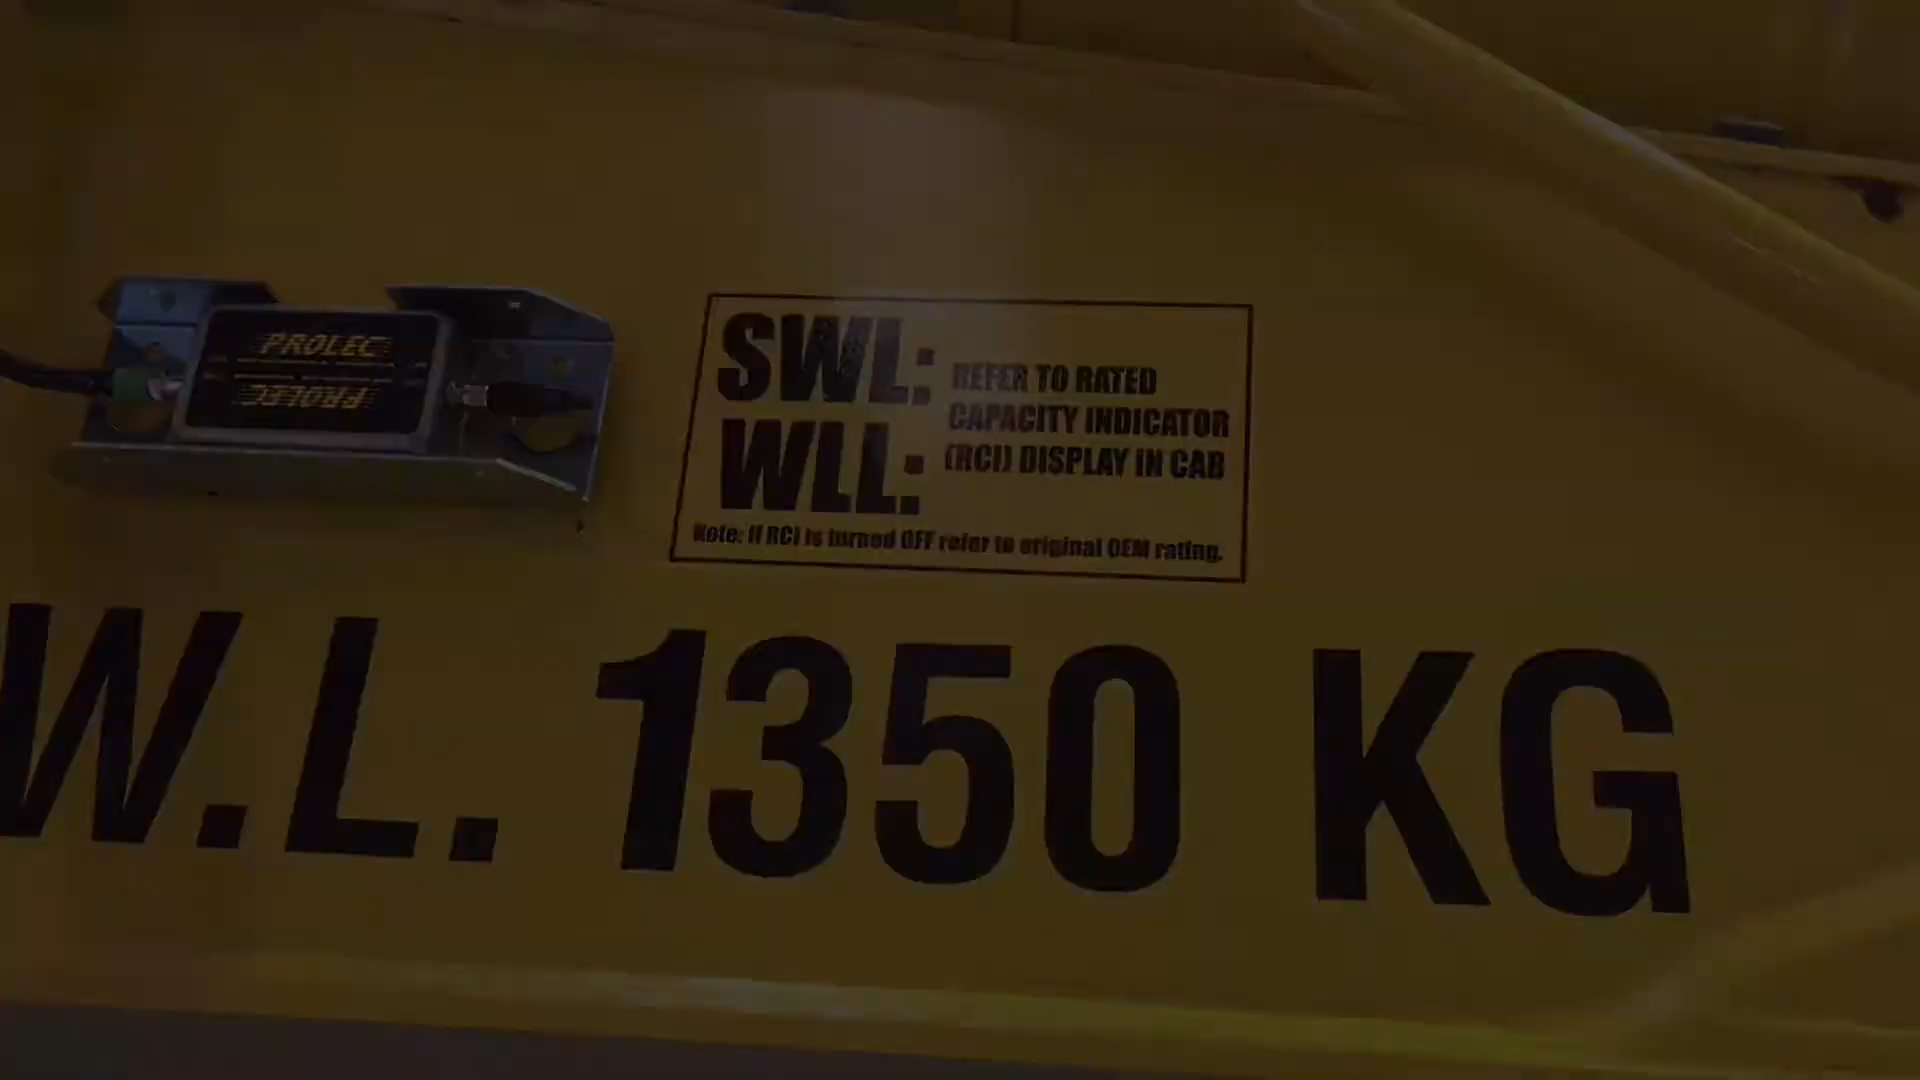 PROLEC
PROLEC
SWL:
WLL:
REFER TO RATED
CAPACITY INDICATOR
(RCI) DISPLAY IN CAB
Note: If RCI is turned OFF refer to original OEM rating.
W.L. 1350 KG